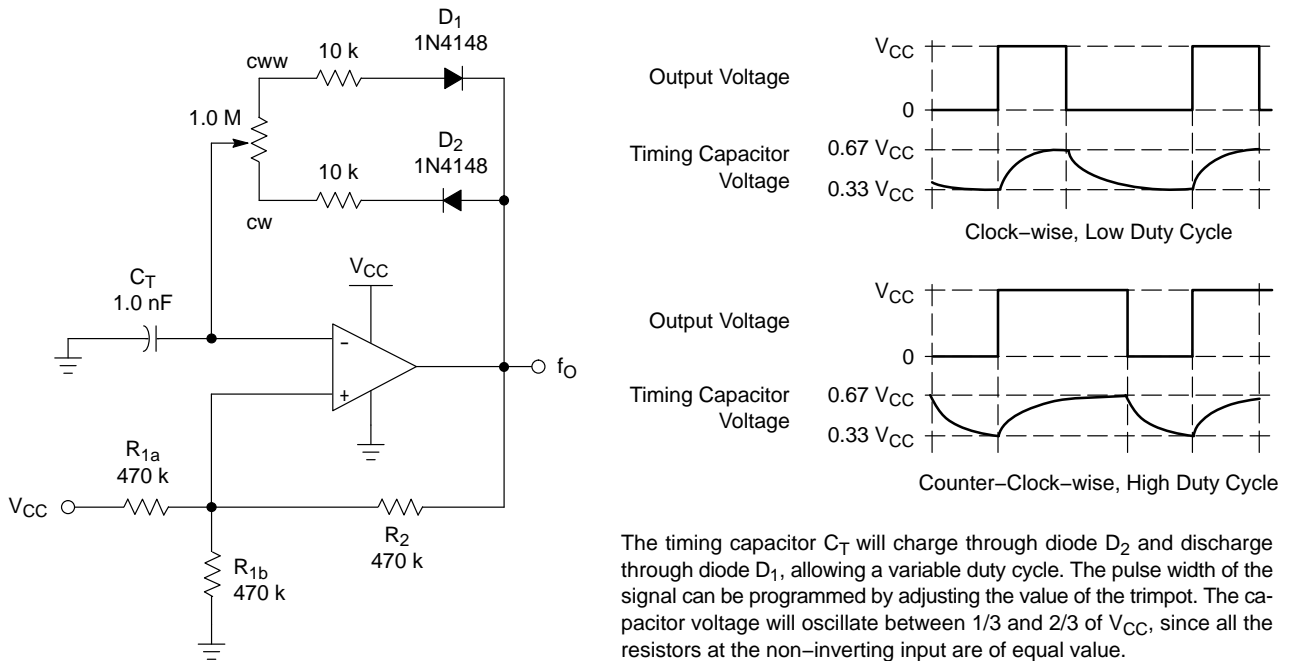 D1
1N4148
10 k
cww
1.0 M
D2
1N4148
10 k
cw
CT
1.0 nF
VCC
-
+
fO
R1a
470 k
VCC
R2
470 k
R1b
470 k
VCC
Output Voltage
0
0.67 VCC
Timing Capacitor
Voltage
0.33 VCC
Clock−wise, Low Duty Cycle
VCC
Output Voltage
0
0.67 VCC
Timing Capacitor
Voltage
0.33 VCC
Counter−Clock−wise, High Duty Cycle
The timing capacitor CT will charge through diode D2 and discharge
through diode D1, allowing a variable duty cycle. The pulse width of the
signal can be programmed by adjusting the value of the trimpot. The ca-
pacitor voltage will oscillate between 1/3 and 2/3 of VCC, since all the
resistors at the non−inverting input are of equal value.